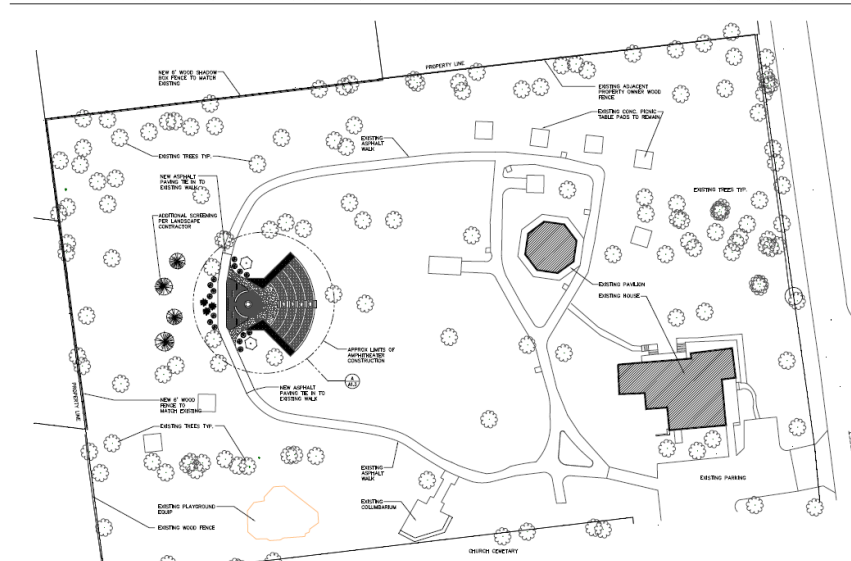 PROPERTY LINE
NEW 6' WOOD SHADOW
BOX FENCE TO MATCH
EXISTING
EXISTING ADJACENT
PROPERTY OWNER WOOD
FENCE
EXISTING CONC. PICNIC
TABLE PADS TO REMAIN
EXISTING
ASPHALT
WALK
EXISTING TREES TYP.
NEW ASPHALT
PAVING TIE IN TO
EXISTING WALK
EXISTING TREES TYP.
ADDITIONAL SCREENING
PER LANDSCAPE
CONTRACTOR
EXISTING PAVILION
EXISTING HOUSE
APPROX LIMITS OF
AMPHITHEATER
CONSTRUCTION
NEW ASPHALT
PAVING TIE IN TO
EXISTING WALK
PROPERTY LINE
NEW 6' WOOD
FENCE TO
MATCH EXISTING
EXISTING TREES TYP.
EXISTING
ASPHALT
WALK
EXISTING PARKING
EXISTING PLAYGROUND
EQUIP
EXISTING
COLUMBARIUM
EXISTING WOOD FENCE
CHURCH CEMETARY